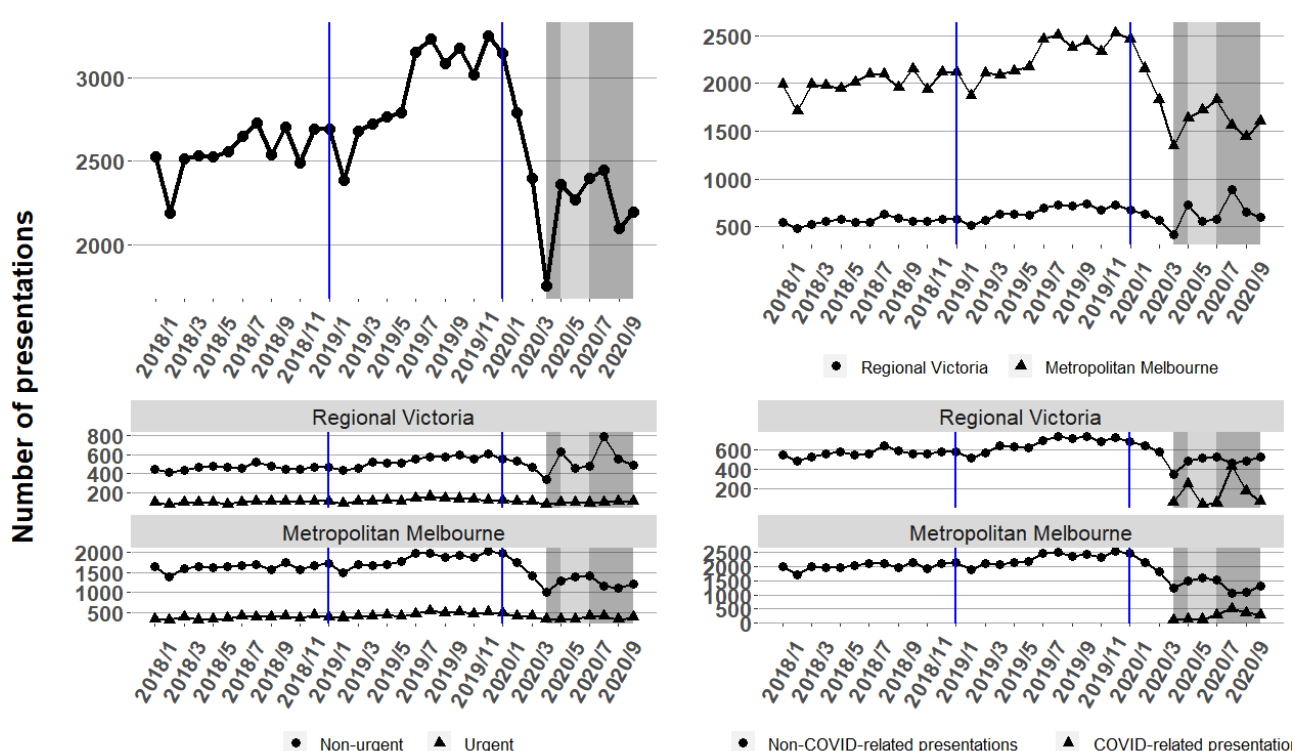 Number of presentations
3000
2500
2000
2018/1 2018/3 2018/5 2018/7 2018/9 2018/11 2019/1 2019/3 2019/5 2019/7 2019/9 2019/11 2020/1 2020/3 2020/5 2020/7 2020/9
2500
2000
1500
1000
500
2018/1 2018/3 2018/5 2018/7 2018/9 2018/11 2019/1 2019/3 2019/5 2019/7 2019/9 2019/11 2020/1 2020/3 2020/5 2020/7 2020/9
Regional Victoria Metropolitan Melbourne
Regional Victoria
800
600
400
200
Metropolitan Melbourne
2000
1500
1000
500
2018/1 2018/3 2018/5 2018/7 2018/9 2018/11 2019/1 2019/3 2019/5 2019/7 2019/9 2019/11 2020/1 2020/3 2020/5 2020/7 2020/9
Non-urgent Urgent
Regional Victoria
600
400
200
Metropolitan Melbourne
2500
2000
1500
1000
500
0
2018/1 2018/3 2018/5 2018/7 2018/9 2018/11 2019/1 2019/3 2019/5 2019/7 2019/9 2019/11 2020/1 2020/3 2020/5 2020/7 2020/9
Non-COVID-related presentations COVID-related presentation